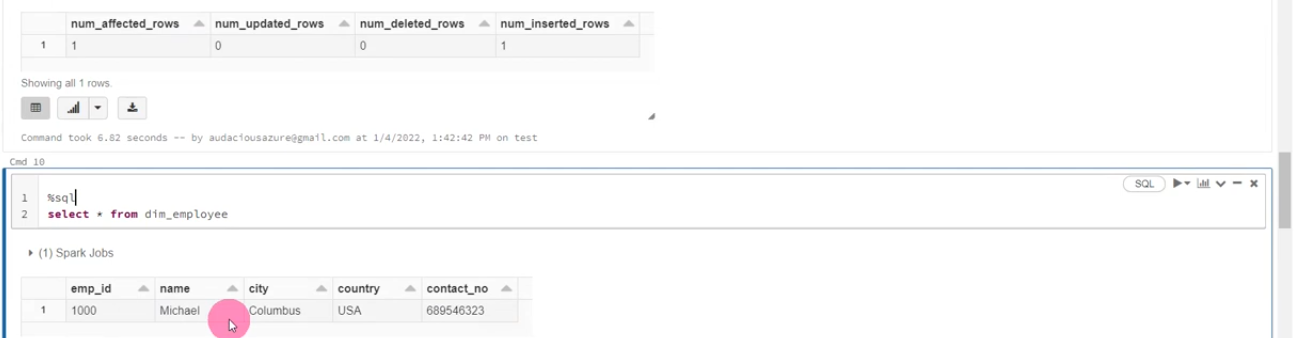 num_affected_rows num_updated_rows num_deleted_rows num_inserted_rows
1 1 0 0 1
Showing all 1 rows.
Command took 6.82 seconds -- by audaciousazure@gmail.com at 1/4/2022, 1:42:42 PM on test
Cmd 10
SQL
1 %sql
2 select * from dim_employee
(1) Spark Jobs
emp_id name city country contact_no
1 1000 Michael Columbus USA 689546323